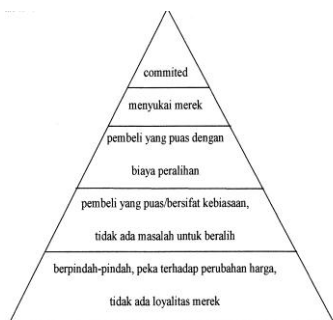 commited
menyukai merek
pembeli yang puas dengan
biaya peralihan
pembeli yang puas/bersifat kebiasaan,
tidak ada masalah untuk beralih
berpindah-pindah, peka terhadap perubahan harga,
tidak ada loyalitas merek